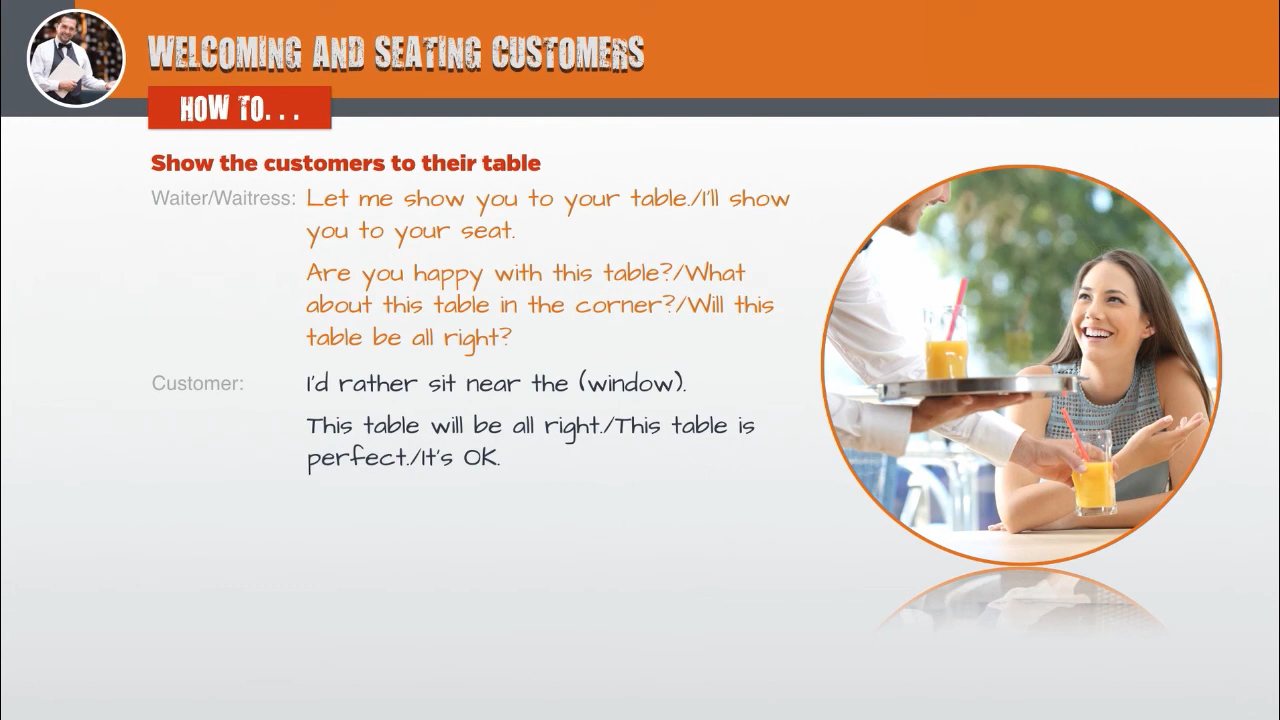 WELCOMING AND SEATING CUSTOMERS
HOW TO. . .
Show the customers to their table
Waiter/Waitress: Let me show you to your table./I'll show
you to your seat.
Are you happy with this table?/What
about this table in the corner?/Will this
table be all right?
Customer: I'd rather sit near the (window).
This table will be all right./This table is
perfect./It's OK.